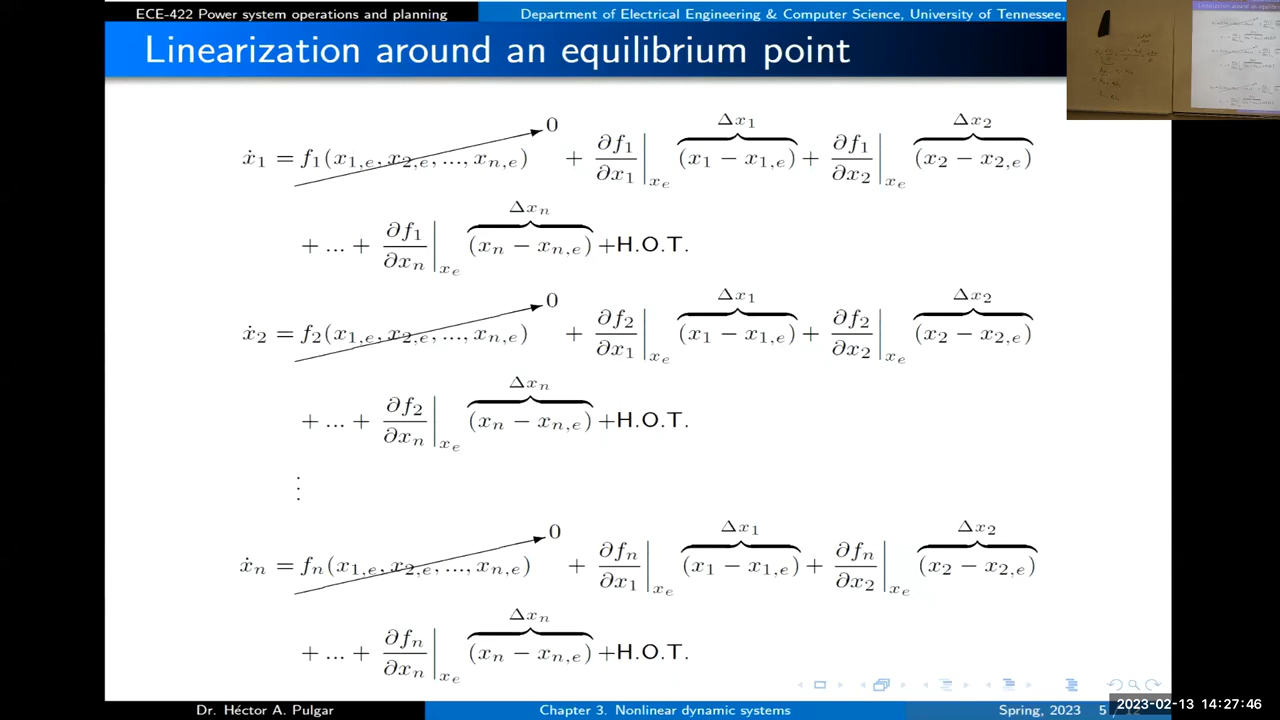 ECE-422 Power system operations and planning
Department of Electrical Engineering & Computer Science, University of Tennessee,
Linearization around an equilibrium point
Linearization around an equilib
ẋ₁ = f₁(x₁,ₑ, x₂,ₑ, ..., xₙ,ₑ) → 0 + ∂f₁/∂x₁|ₓₑ (x₁ − x₁,ₑ) [Δx₁] + ∂f₁/∂x₂|ₓₑ (x₂ − x₂,ₑ) [Δx₂]
+ ... + ∂f₁/∂xₙ|ₓₑ (xₙ − xₙ,ₑ) [Δxₙ] +H.O.T.
ẋ₂ = f₂(x₁,ₑ, x₂,ₑ, ..., xₙ,ₑ) → 0 + ∂f₂/∂x₁|ₓₑ (x₁ − x₁,ₑ) [Δx₁] + ∂f₂/∂x₂|ₓₑ (x₂ − x₂,ₑ) [Δx₂]
+ ... + ∂f₂/∂xₙ|ₓₑ (xₙ − xₙ,ₑ) [Δxₙ] +H.O.T.
⋮
ẋₙ = fₙ(x₁,ₑ, x₂,ₑ, ..., xₙ,ₑ) → 0 + ∂fₙ/∂x₁|ₓₑ (x₁ − x₁,ₑ) [Δx₁] + ∂fₙ/∂x₂|ₓₑ (x₂ − x₂,ₑ) [Δx₂]
+ ... + ∂fₙ/∂xₙ|ₓₑ (xₙ − xₙ,ₑ) [Δxₙ] +H.O.T.
Dr. Héctor A. Pulgar
Chapter 3. Nonlinear dynamic systems
Spring, 2023 5 /
2023-02-13 14:27:46